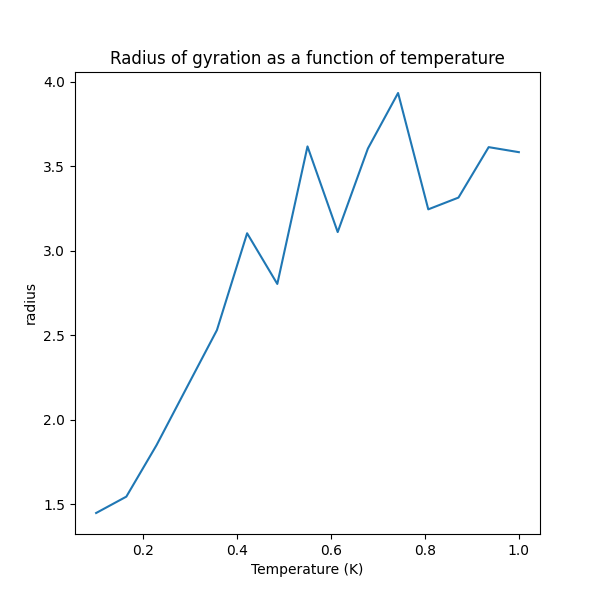 Radius of gyration as a function of temperature
4.0
3.5
3.0
2.5
2.0
1.5
radius
0.2 0.4 0.6 0.8 1.0
Temperature (K)